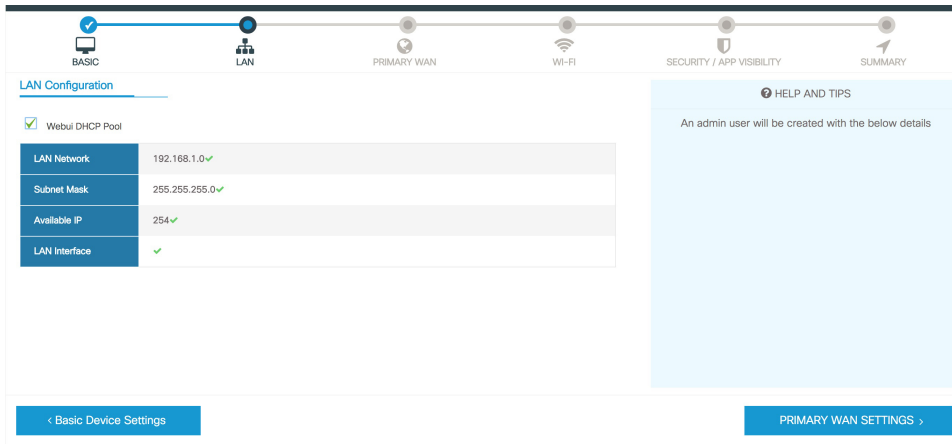 BASIC
LAN
PRIMARY WAN
WI-FI
SECURITY / APP VISIBILITY
SUMMARY
LAN Configuration
Webui DHCP Pool
LAN Network 192.168.1.0
Subnet Mask 255.255.255.0
Available IP 254
LAN Interface
HELP AND TIPS
An admin user will be created with the below details
< Basic Device Settings
PRIMARY WAN SETTINGS >